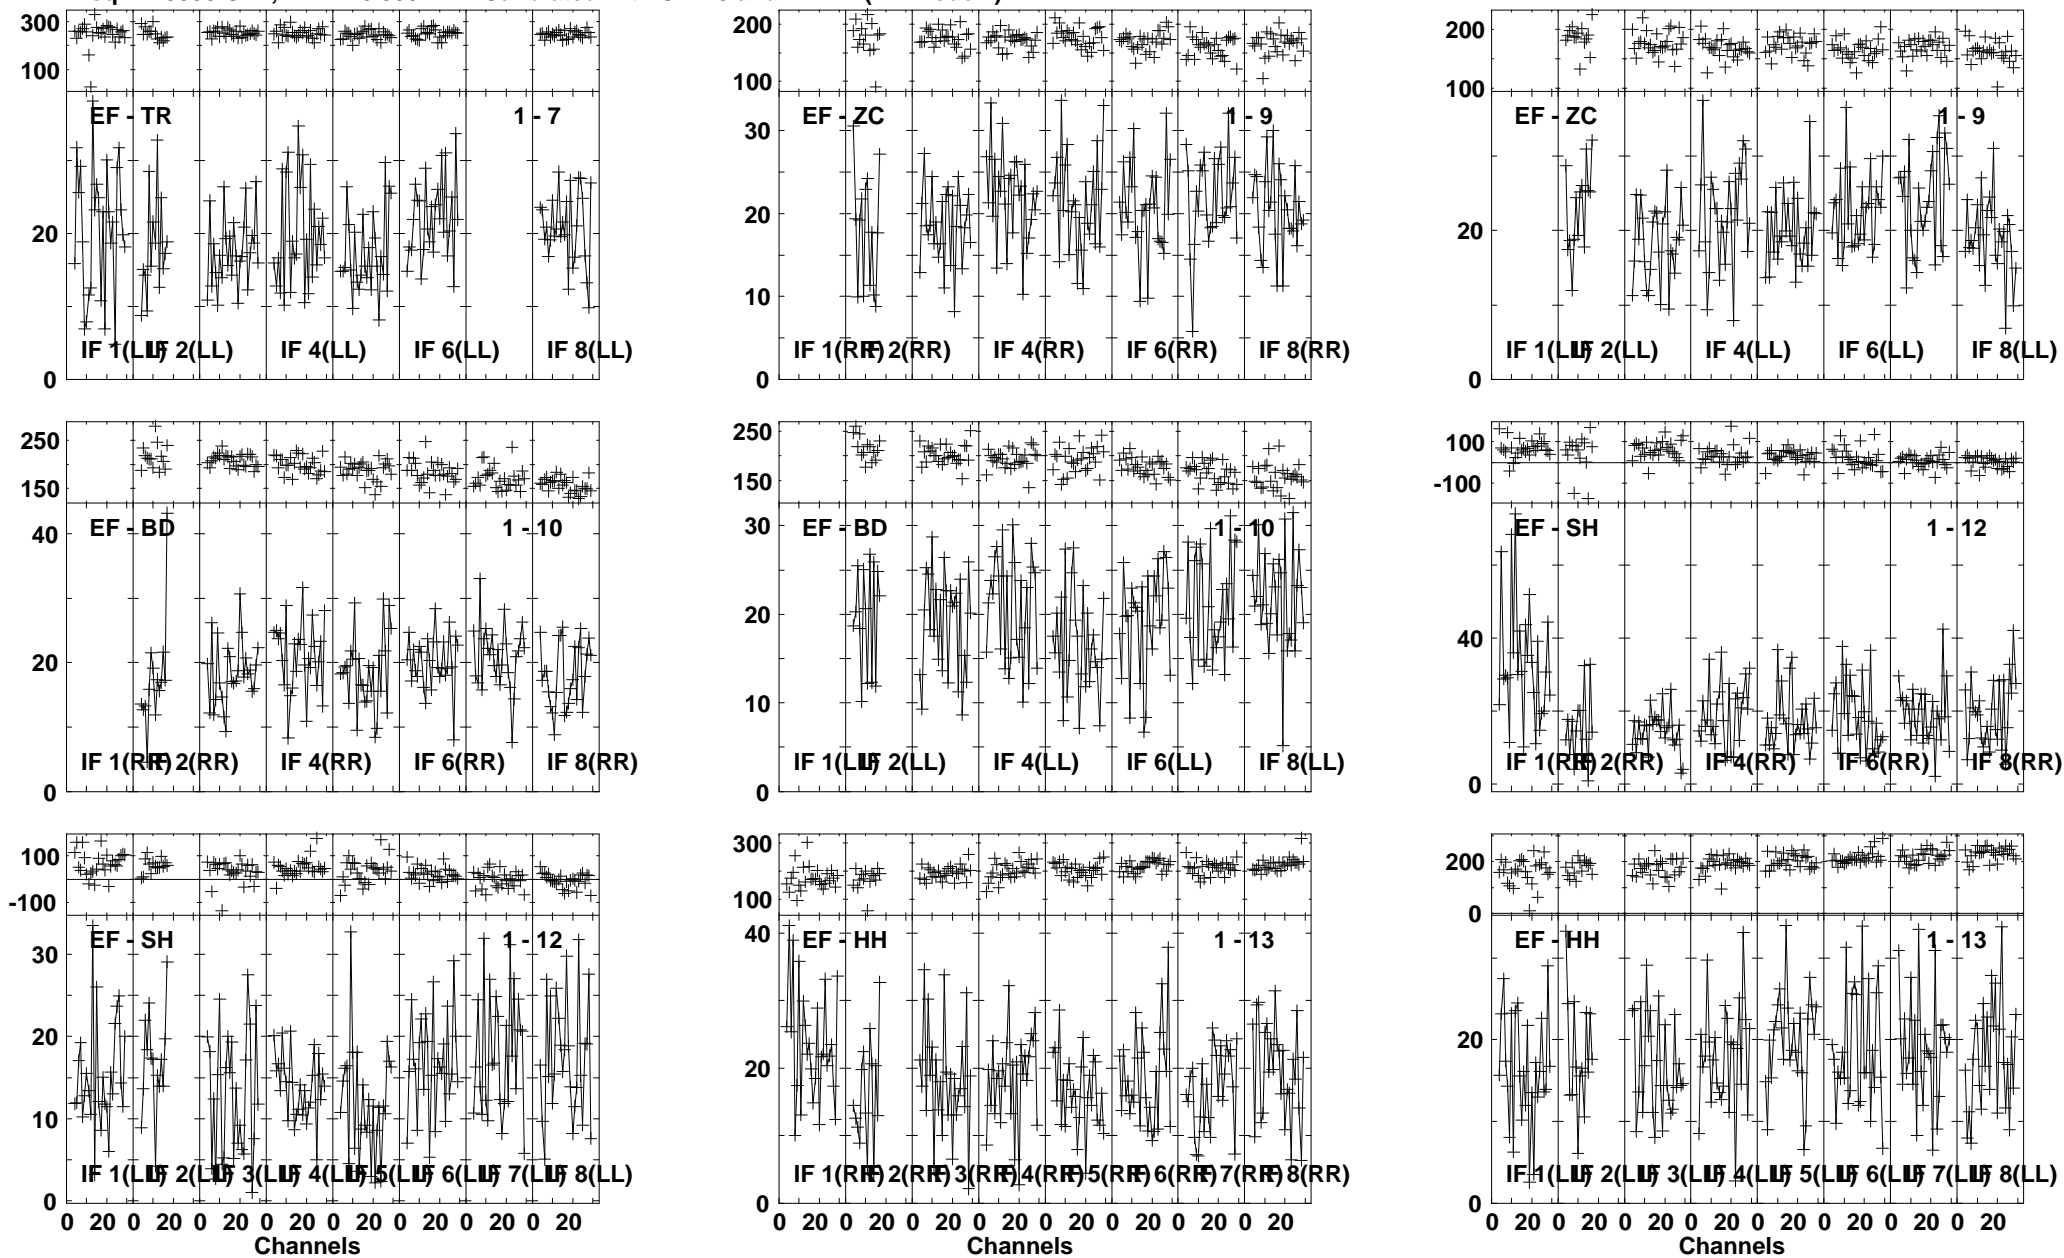 300
100
EF - TR
1 - 7
20
0
IF 1(LL)
IF 2(LL)
IF 4(LL)
IF 6(LL)
IF 8(LL)
200
100
EF - ZC
1 - 9
30
20
10
0
IF 1(RR)
IF 2(RR)
IF 4(RR)
IF 6(RR)
IF 8(RR)
200
100
EF - ZC
1 - 9
20
0
IF 1(LL)
IF 2(LL)
IF 4(LL)
IF 6(LL)
IF 8(LL)
250
150
EF - BD
1 - 10
40
20
0
IF 1(RR)
IF 2(RR)
IF 4(RR)
IF 6(RR)
IF 8(RR)
250
150
EF - BD
1 - 10
30
20
10
0
IF 1(LL)
IF 2(LL)
IF 4(LL)
IF 6(LL)
IF 8(LL)
100
-100
EF - SH
1 - 12
40
0
IF 1(RR)
IF 2(RR)
IF 4(RR)
IF 6(RR)
IF 8(RR)
100
-100
EF - SH
1 - 12
30
20
10
0
IF 1(LL)
IF 2(LL)
IF 3(LL)
IF 4(LL)
IF 5(LL)
IF 6(LL)
IF 7(LL)
IF 8(LL)
0 20 0 20 0 20 0 20 0 20 0 20 0 20 0 20
Channels
300
100
EF - HH
1 - 13
40
20
0
IF 1(RR)
IF 2(RR)
IF 3(RR)
IF 4(RR)
IF 5(RR)
IF 6(RR)
IF 7(RR)
IF 8(RR)
0 20 0 20 0 20 0 20 0 20 0 20 0 20 0 20
Channels
200
0
EF - HH
1 - 13
20
0
IF 1(LL)
IF 2(LL)
IF 3(LL)
IF 4(LL)
IF 5(LL)
IF 6(LL)
IF 7(LL)
IF 8(LL)
0 20 0 20 0 20 0 20 0 20 0 20 0 20 0 20
Channels